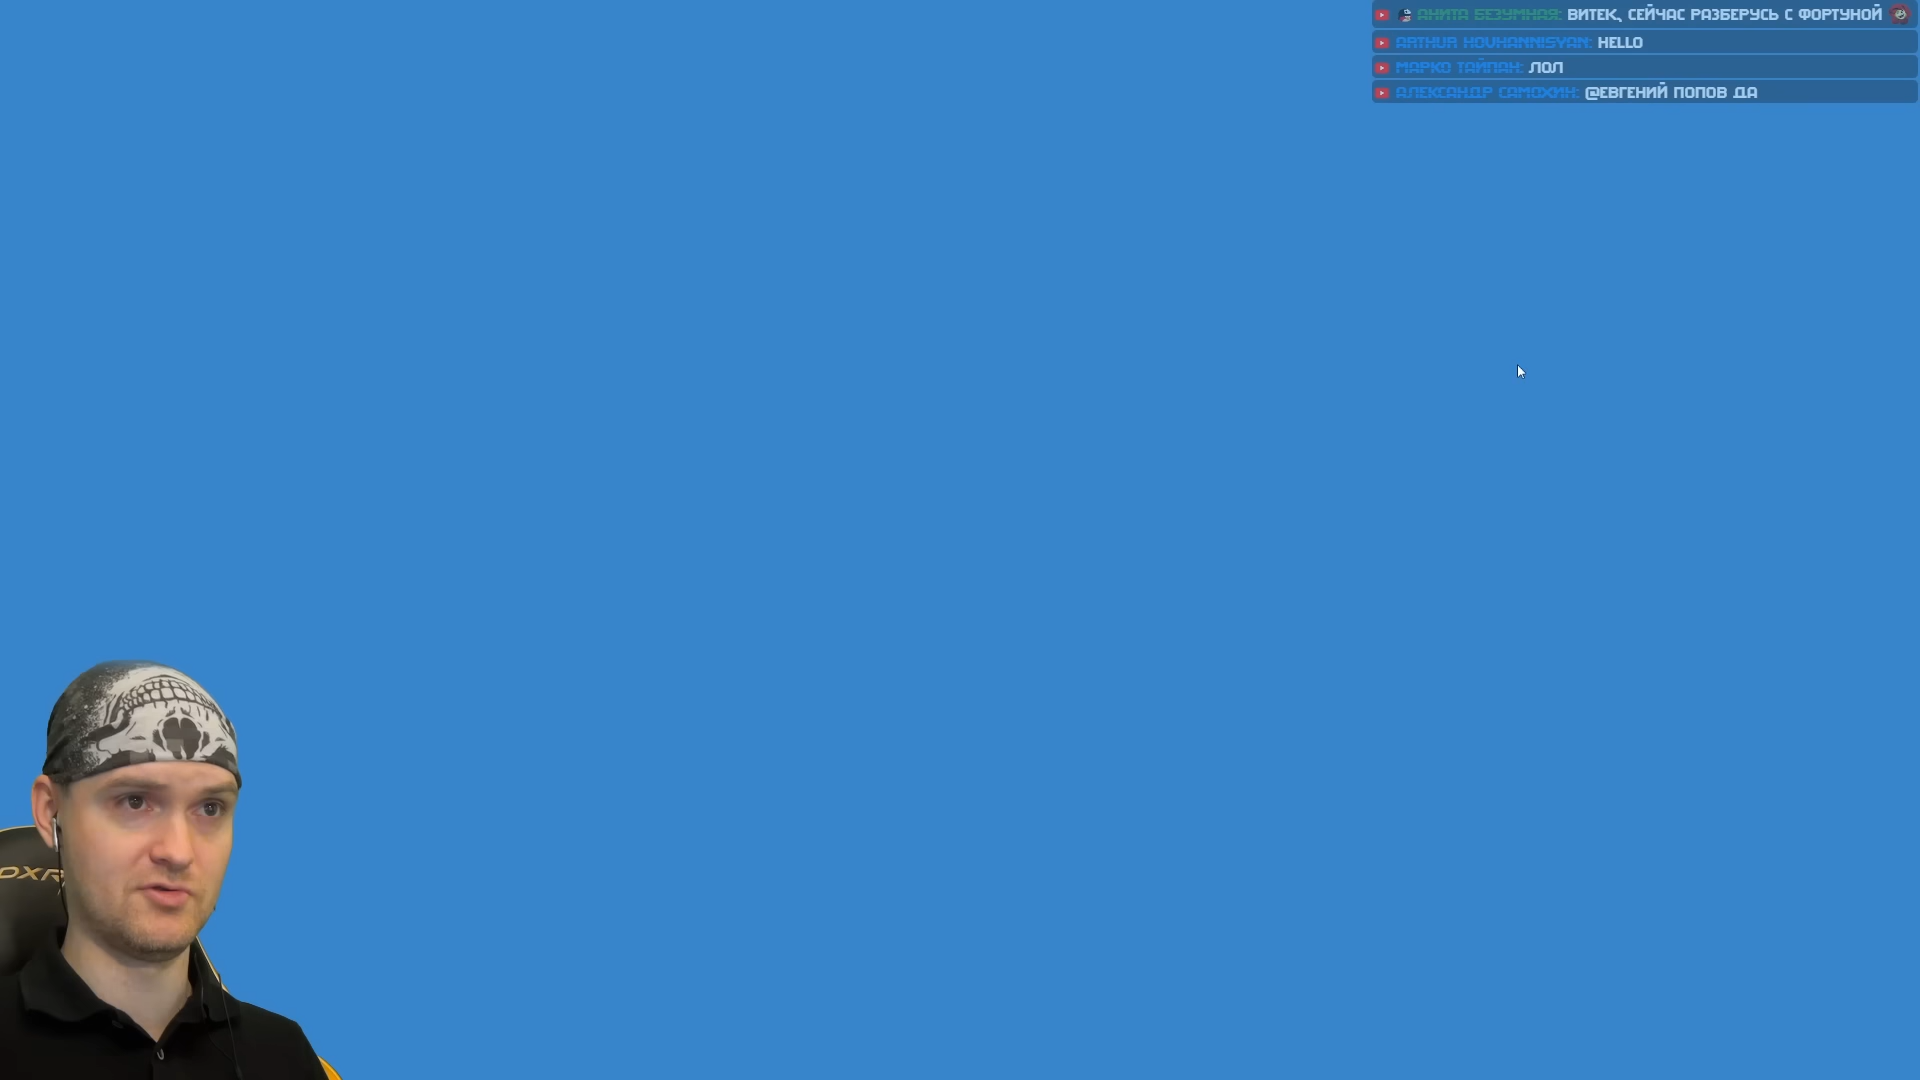 АНИТА БЕЗУМНАЯ: ВИТЕК, СЕЙЧАС РАЗБЕРУСЬ С ФОРТУНОЙ
ARTHUR HOVHANNISYAN: HELLO
МАРКО ТАЙПАН: ЛОЛ
АЛЕКСАНДР САМОХИН: @ЕВГЕНИЙ ПОПОВ ДА